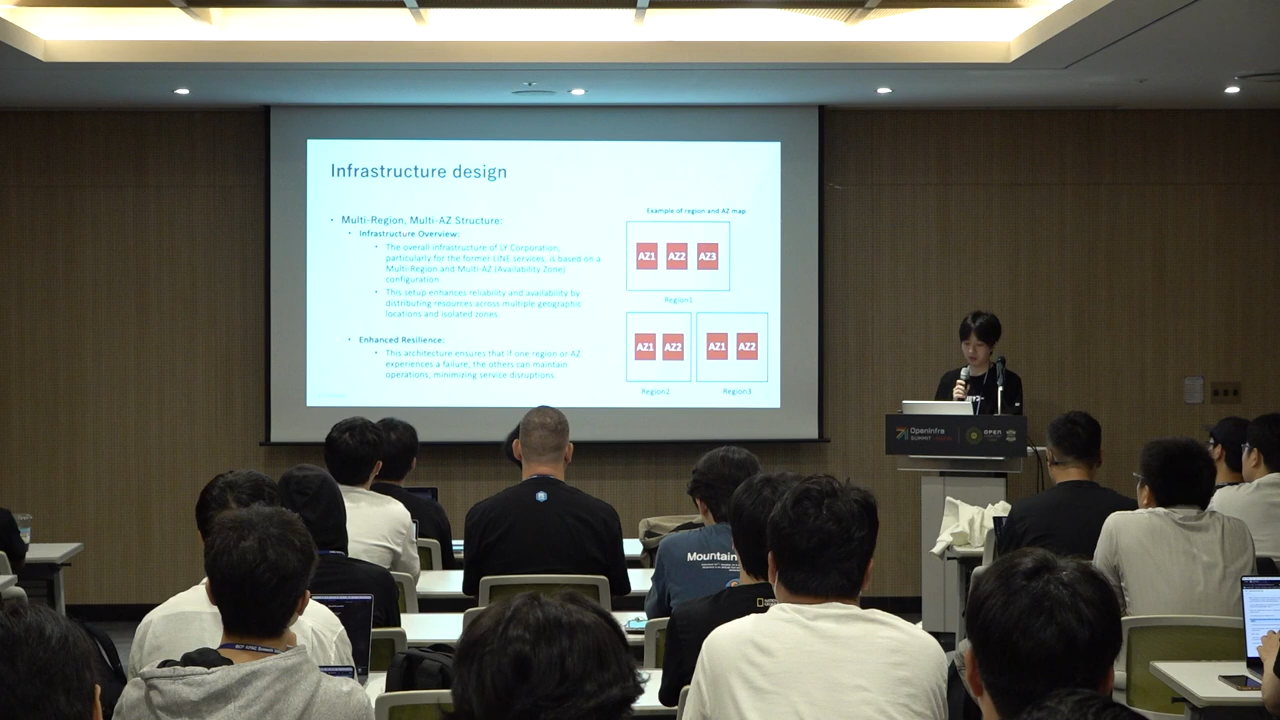 Infrastructure design
• Multi-Region, Multi-AZ Structure:
• Infrastructure Overview:
• The overall infrastructure of LY Corporation,
particularly for the former LINE services, is based on a
Multi-Region and Multi-AZ (Availability Zone)
configuration.
• This setup enhances reliability and availability by
distributing resources across multiple geographic
locations and isolated zones.
• Enhanced Resilience:
• This architecture ensures that if one region or AZ
experiences a failure, the others can maintain
operations, minimizing service disruptions.
Example of region and AZ map
AZ1 AZ2 AZ3
Region1
AZ1 AZ2
AZ1 AZ2
Region2
Region3
OpenInfra
SUMMIT
OPEN
Mountain